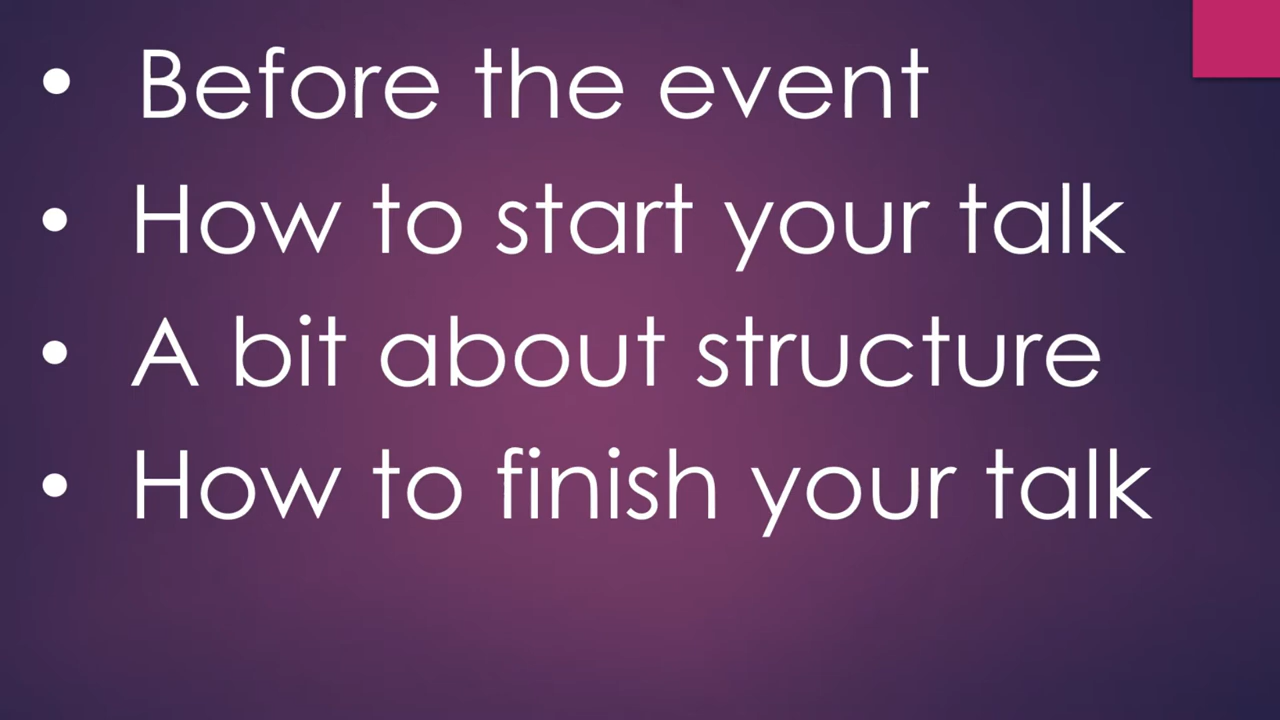 • Before the event
• How to start your talk
• A bit about structure
• How to finish your talk